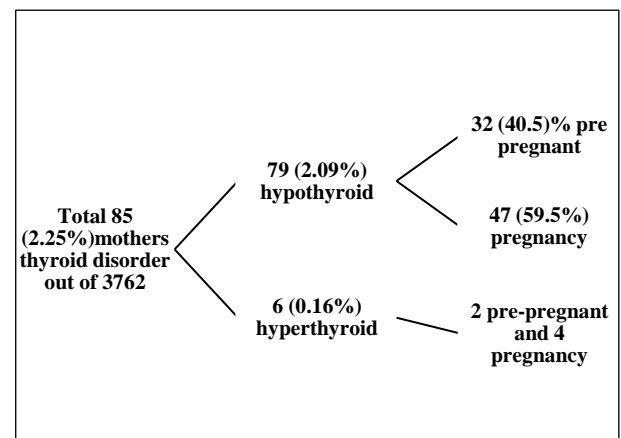 Total 85
(2.25%)mothers
thyroid disorder
out of 3762
79 (2.09%)
hypothyroid
32 (40.5)% pre
pregnant
47 (59.5%)
pregnancy
6 (0.16%)
hyperthyroid
2 pre-pregnant
and 4
pregnancy